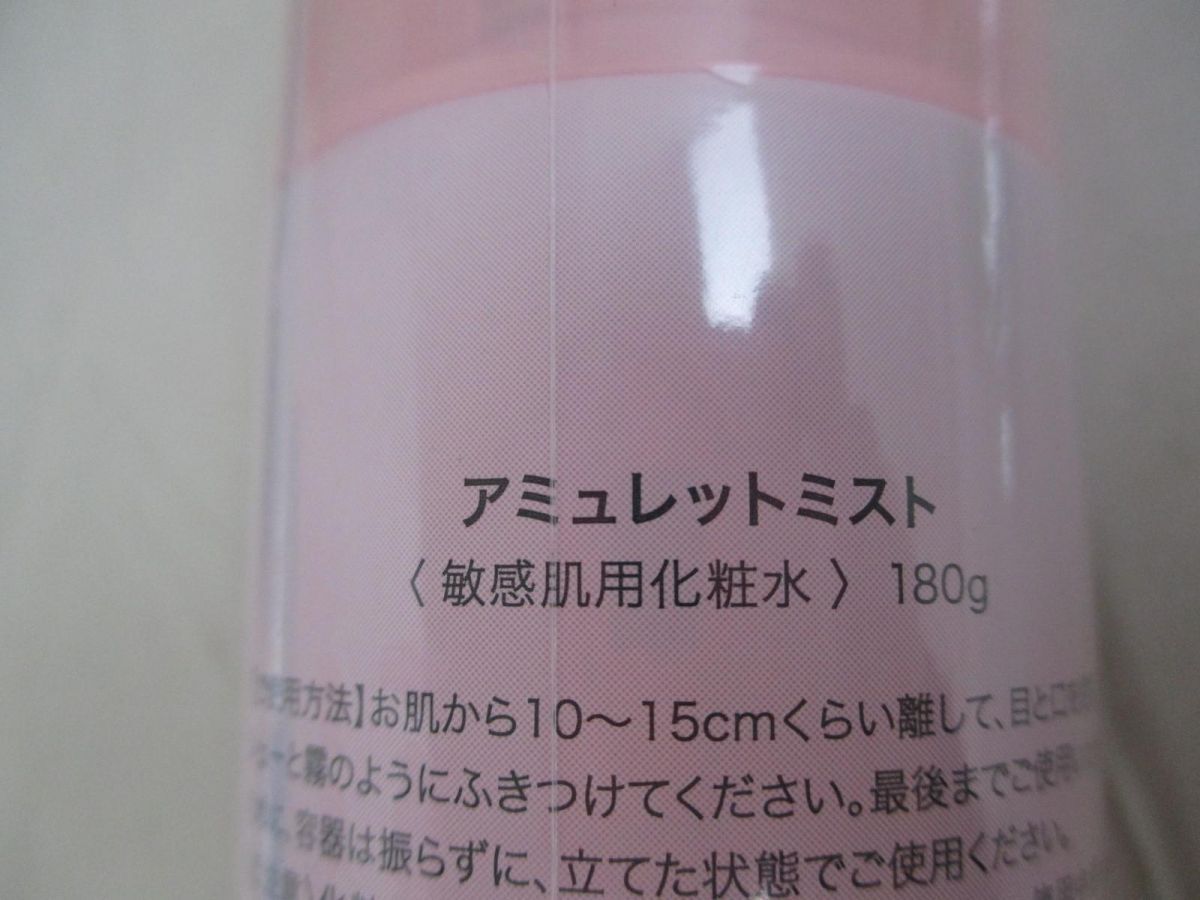 アミュレットミスト
〈敏感肌用化粧水〉 180g
使用方法】お肌から10〜15cmくらい離して、目と口を
と霧のようにふきつけてください。最後までご使用
容器は振らずに、立てた状態でご使用ください。